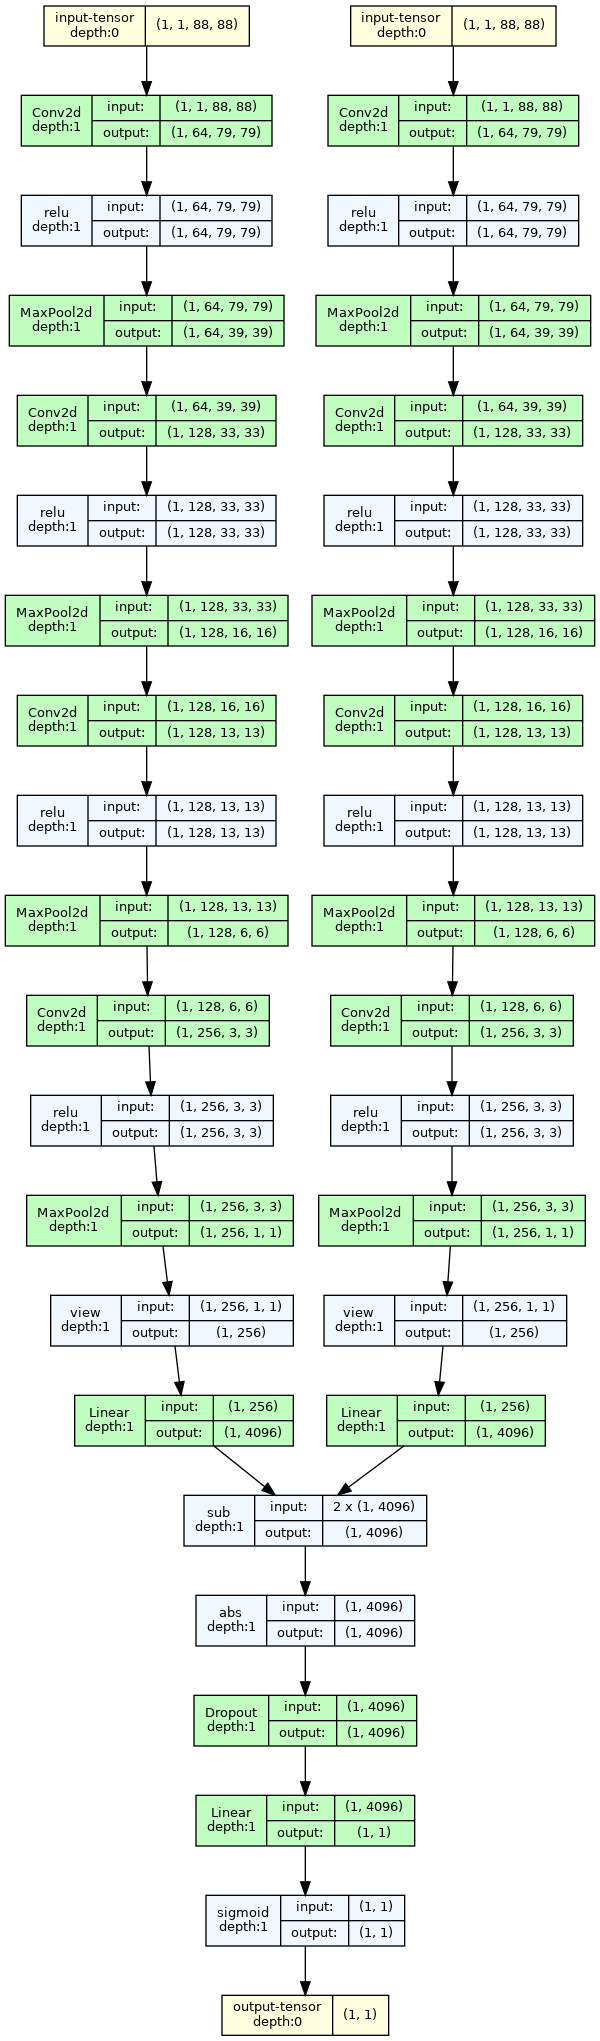 input-tensor
depth:0
(1, 1, 88, 88)
input-tensor
depth:0
(1, 1, 88, 88)
Conv2d
depth:1
input:
(1, 1, 88, 88)
output:
(1, 64, 79, 79)
Conv2d
depth:1
input:
(1, 1, 88, 88)
output:
(1, 64, 79, 79)
relu
depth:1
input:
(1, 64, 79, 79)
output:
(1, 64, 79, 79)
relu
depth:1
input:
(1, 64, 79, 79)
output:
(1, 64, 79, 79)
MaxPool2d
depth:1
input:
(1, 64, 79, 79)
output:
(1, 64, 39, 39)
MaxPool2d
depth:1
input:
(1, 64, 79, 79)
output:
(1, 64, 39, 39)
Conv2d
depth:1
input:
(1, 64, 39, 39)
output:
(1, 128, 33, 33)
Conv2d
depth:1
input:
(1, 64, 39, 39)
output:
(1, 128, 33, 33)
relu
depth:1
input:
(1, 128, 33, 33)
output:
(1, 128, 33, 33)
relu
depth:1
input:
(1, 128, 33, 33)
output:
(1, 128, 33, 33)
MaxPool2d
depth:1
input:
(1, 128, 33, 33)
output:
(1, 128, 16, 16)
MaxPool2d
depth:1
input:
(1, 128, 33, 33)
output:
(1, 128, 16, 16)
Conv2d
depth:1
input:
(1, 128, 16, 16)
output:
(1, 128, 13, 13)
Conv2d
depth:1
input:
(1, 128, 16, 16)
output:
(1, 128, 13, 13)
relu
depth:1
input:
(1, 128, 13, 13)
output:
(1, 128, 13, 13)
relu
depth:1
input:
(1, 128, 13, 13)
output:
(1, 128, 13, 13)
MaxPool2d
depth:1
input:
(1, 128, 13, 13)
output:
(1, 128, 6, 6)
MaxPool2d
depth:1
input:
(1, 128, 13, 13)
output:
(1, 128, 6, 6)
Conv2d
depth:1
input:
(1, 128, 6, 6)
output:
(1, 256, 3, 3)
Conv2d
depth:1
input:
(1, 128, 6, 6)
output:
(1, 256, 3, 3)
relu
depth:1
input:
(1, 256, 3, 3)
output:
(1, 256, 3, 3)
relu
depth:1
input:
(1, 256, 3, 3)
output:
(1, 256, 3, 3)
MaxPool2d
depth:1
input:
(1, 256, 3, 3)
output:
(1, 256, 1, 1)
MaxPool2d
depth:1
input:
(1, 256, 3, 3)
output:
(1, 256, 1, 1)
view
depth:1
input:
(1, 256, 1, 1)
output:
(1, 256)
view
depth:1
input:
(1, 256, 1, 1)
output:
(1, 256)
Linear
depth:1
input:
(1, 256)
output:
(1, 4096)
Linear
depth:1
input:
(1, 256)
output:
(1, 4096)
sub
depth:1
input:
2 x (1, 4096)
output:
(1, 4096)
abs
depth:1
input:
(1, 4096)
output:
(1, 4096)
Dropout
depth:1
input:
(1, 4096)
output:
(1, 4096)
Linear
depth:1
input:
(1, 4096)
output:
(1, 1)
sigmoid
depth:1
input:
(1, 1)
output:
(1, 1)
output-tensor
depth:0
(1, 1)